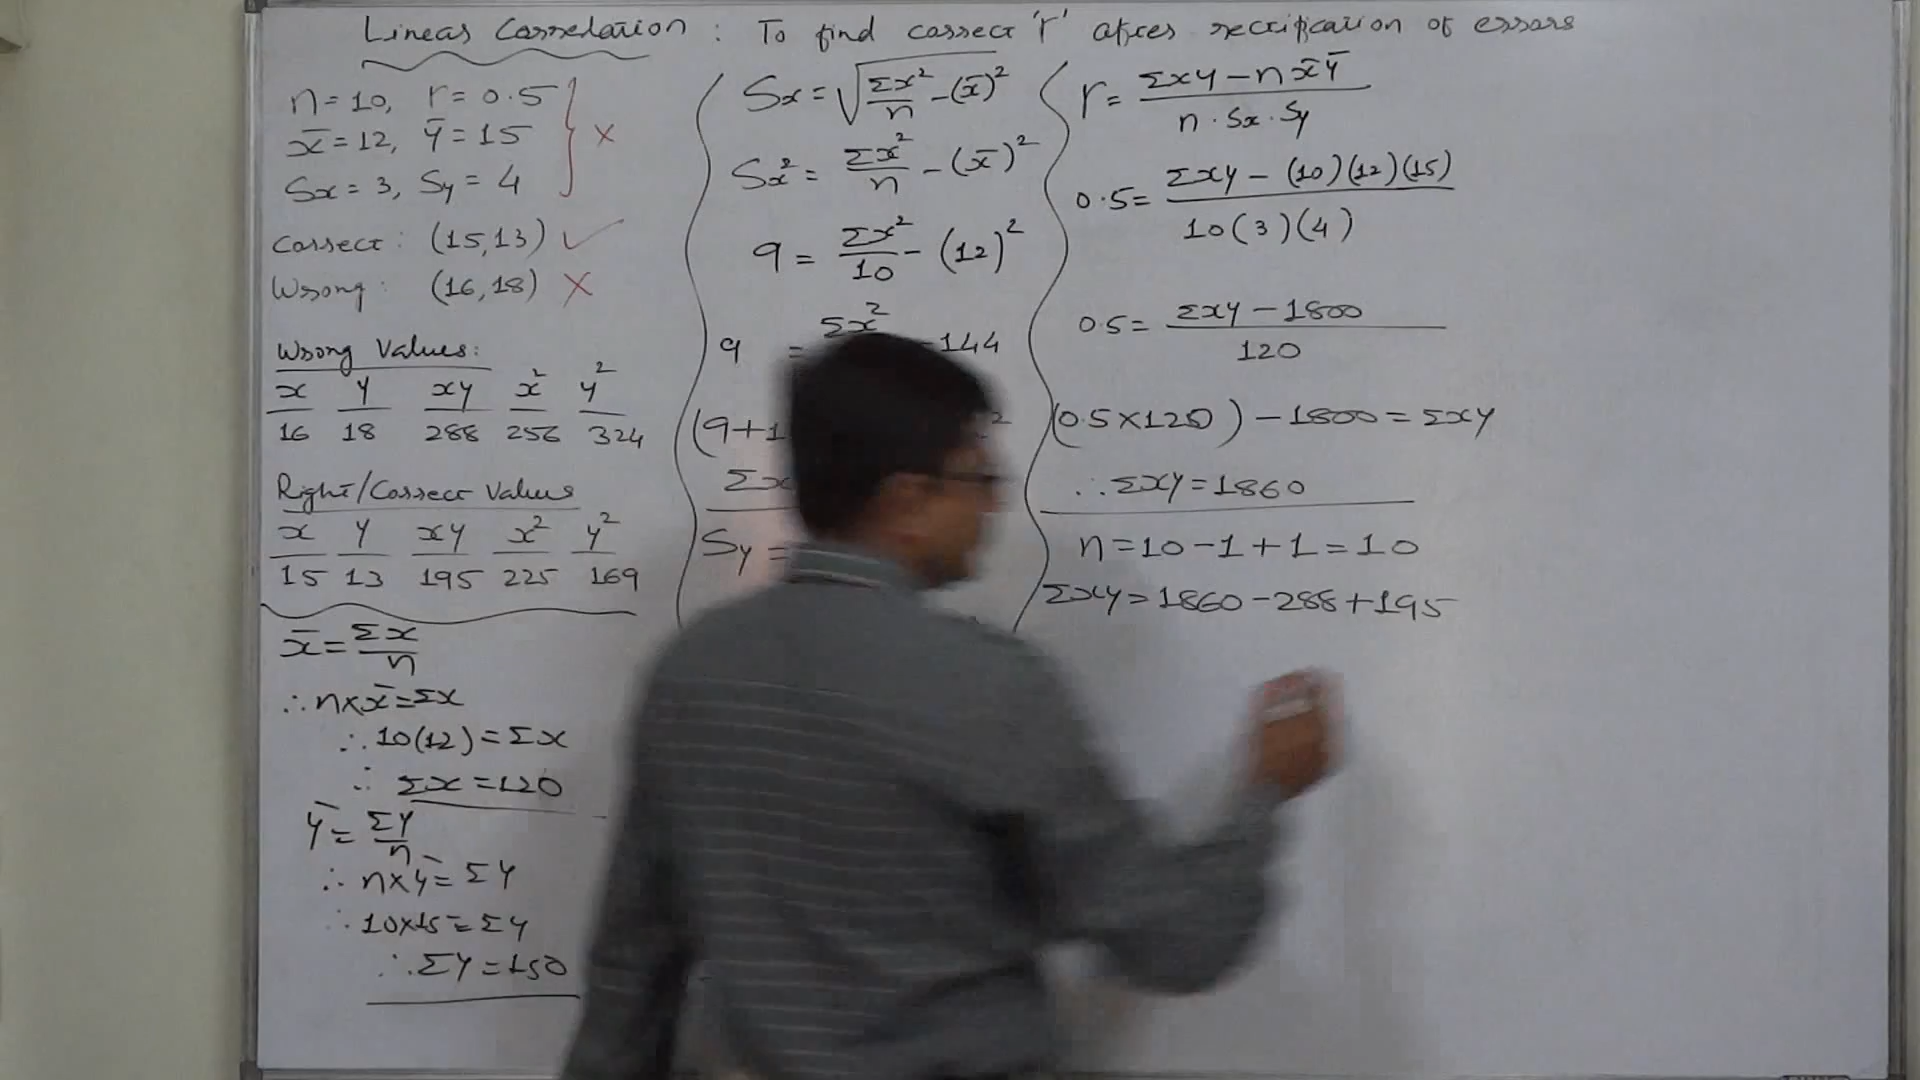 Linear Correlation : To find correct 'r' after rectification of errors
n=10, r=0.5
x̄=12, ȳ=15
Sx=3, Sy=4
×
Correct: (15,13) ✓
Wrong: (16,18) ×
Wrong Values:
x y xy x² y²
16 18 288 256 324
Right/Correct Values
x y xy x² y²
15 13 195 225 169
x̄ = Σx/n
∴ n×x̄=Σx
∴ 10(12)=Σx
∴ Σx=120
ȳ = Σy/n
∴ n×ȳ=Σy
∴ 10×15=Σy
∴ Σy=150
Sx = √(Σx²/n − (x̄)²)
Sx² = Σx²/n − (x̄)²
9 = Σx²/10 − (12)²
9 = Σx² −144
(9+1
Σx
Sy =
r = (Σxy − n x̄ȳ)/(n · Sx · Sy)
0.5 = (Σxy − (10)(12)(15))/(10(3)(4))
0.5 = (Σxy − 1800)/120
(0.5×120) − 1800 = Σxy
∴ Σxy = 1860
n=10−1+1=10
Σxy=1860−288+195